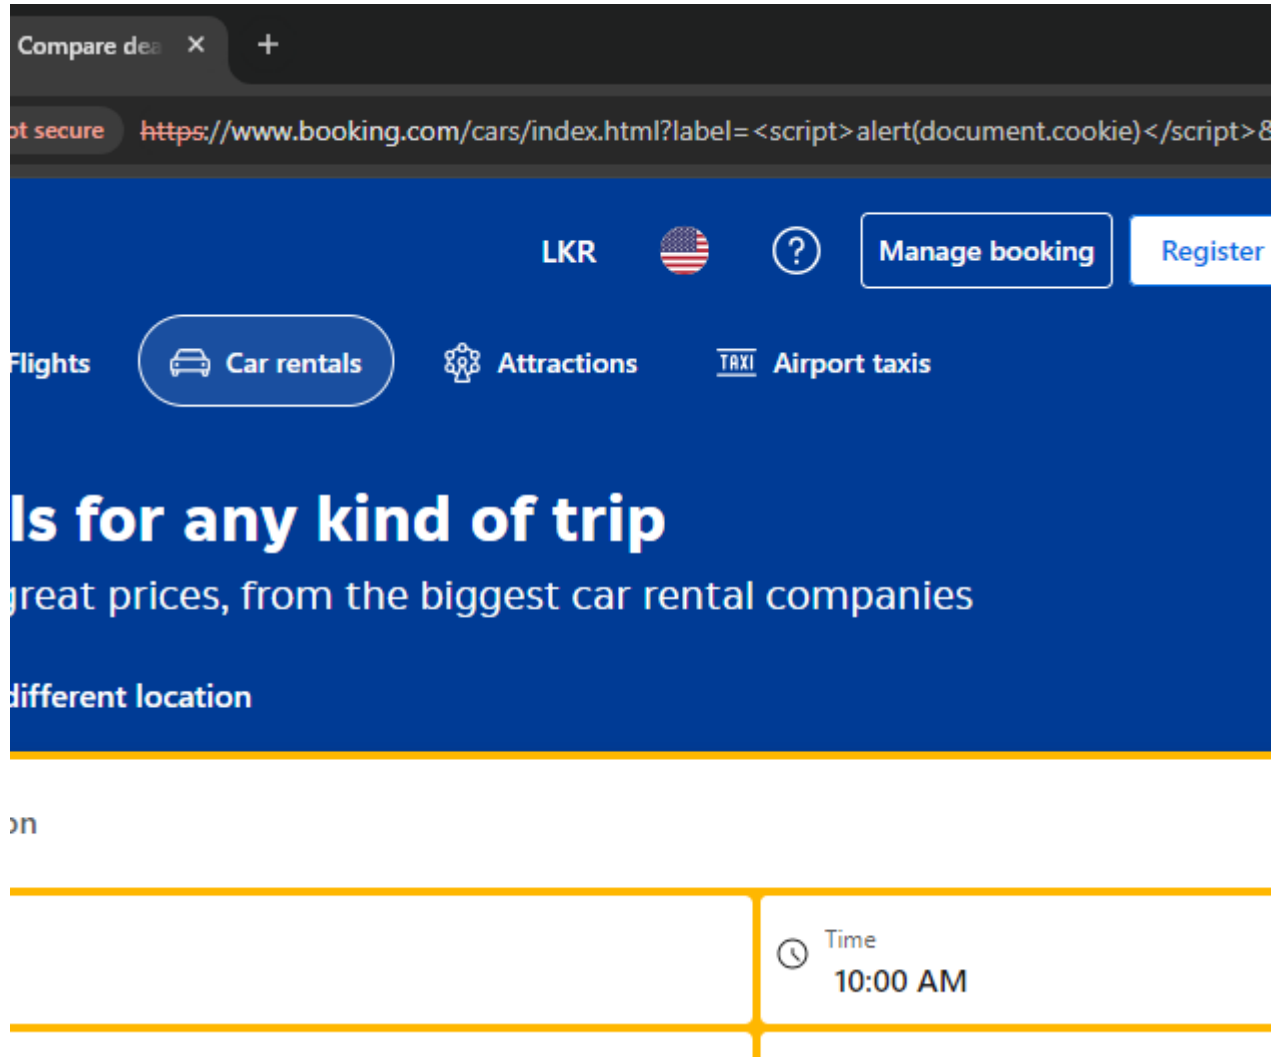 Compare dea
ot secure https://www.booking.com/cars/index.html?label=<script>alert(document.cookie)</script>&
LKR ? Manage booking Register
Flights Car rentals Attractions TAXI Airport taxis
ls for any kind of trip
great prices, from the biggest car rental companies
different location
on
Time
10:00 AM